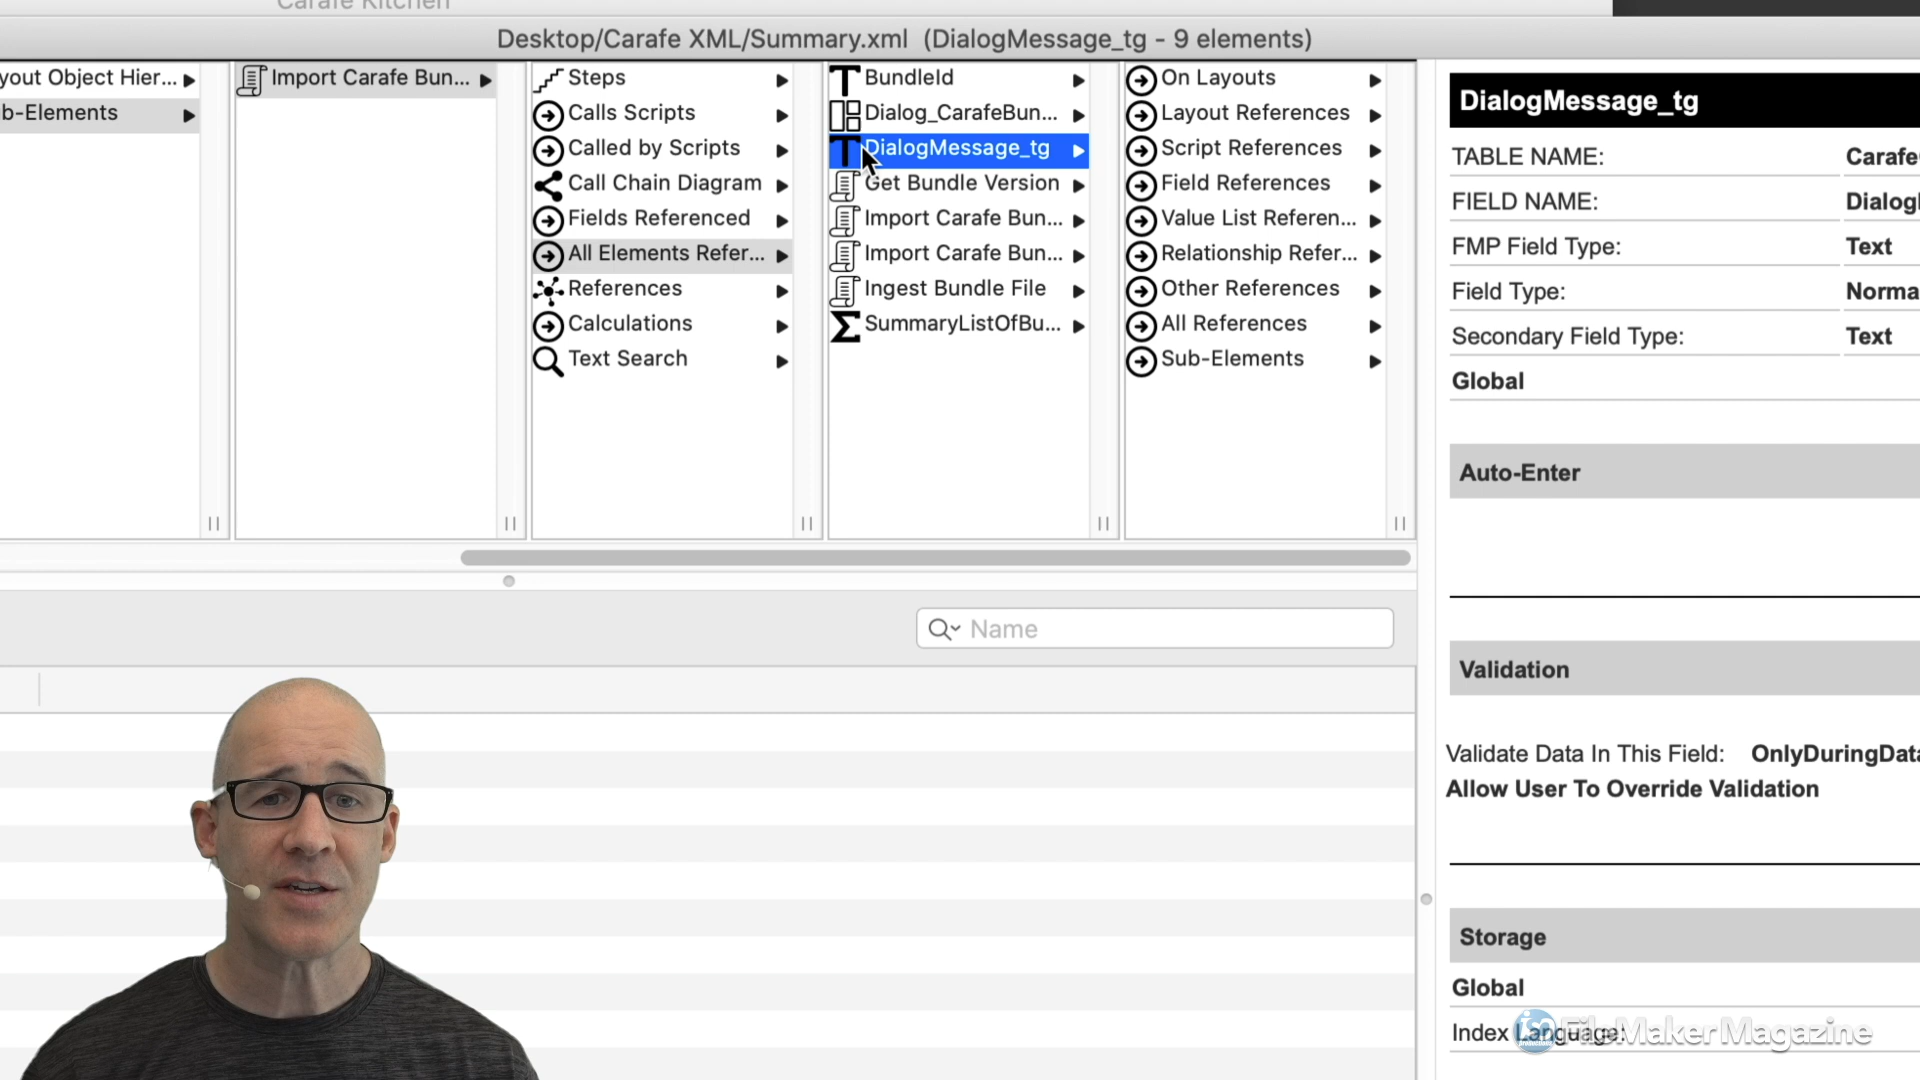 Carafe Kitchen
Desktop/Carafe XML/Summary.xml (DialogMessage_tg - 9 elements)
yout Object Hier...
b-Elements
Import Carafe Bun...
Steps
Calls Scripts
Called by Scripts
Call Chain Diagram
Fields Referenced
All Elements Refer...
References
Calculations
Text Search
BundleId
Dialog_CarafeBun...
DialogMessage_tg
Get Bundle Version
Import Carafe Bun...
Import Carafe Bun...
Ingest Bundle File
SummaryListOfBu...
On Layouts
Layout References
Script References
Field References
Value List Referen...
Relationship Refer...
Other References
All References
Sub-Elements
Name
DialogMessage_tg
TABLE NAME: Carafe
FIELD NAME: Dialog
FMP Field Type: Text
Field Type: Norma
Secondary Field Type: Text
Global
Auto-Enter
Validation
Validate Data In This Field: OnlyDuringData
Allow User To Override Validation
Storage
Global
Index Language:
iso productions FileMaker Magazine